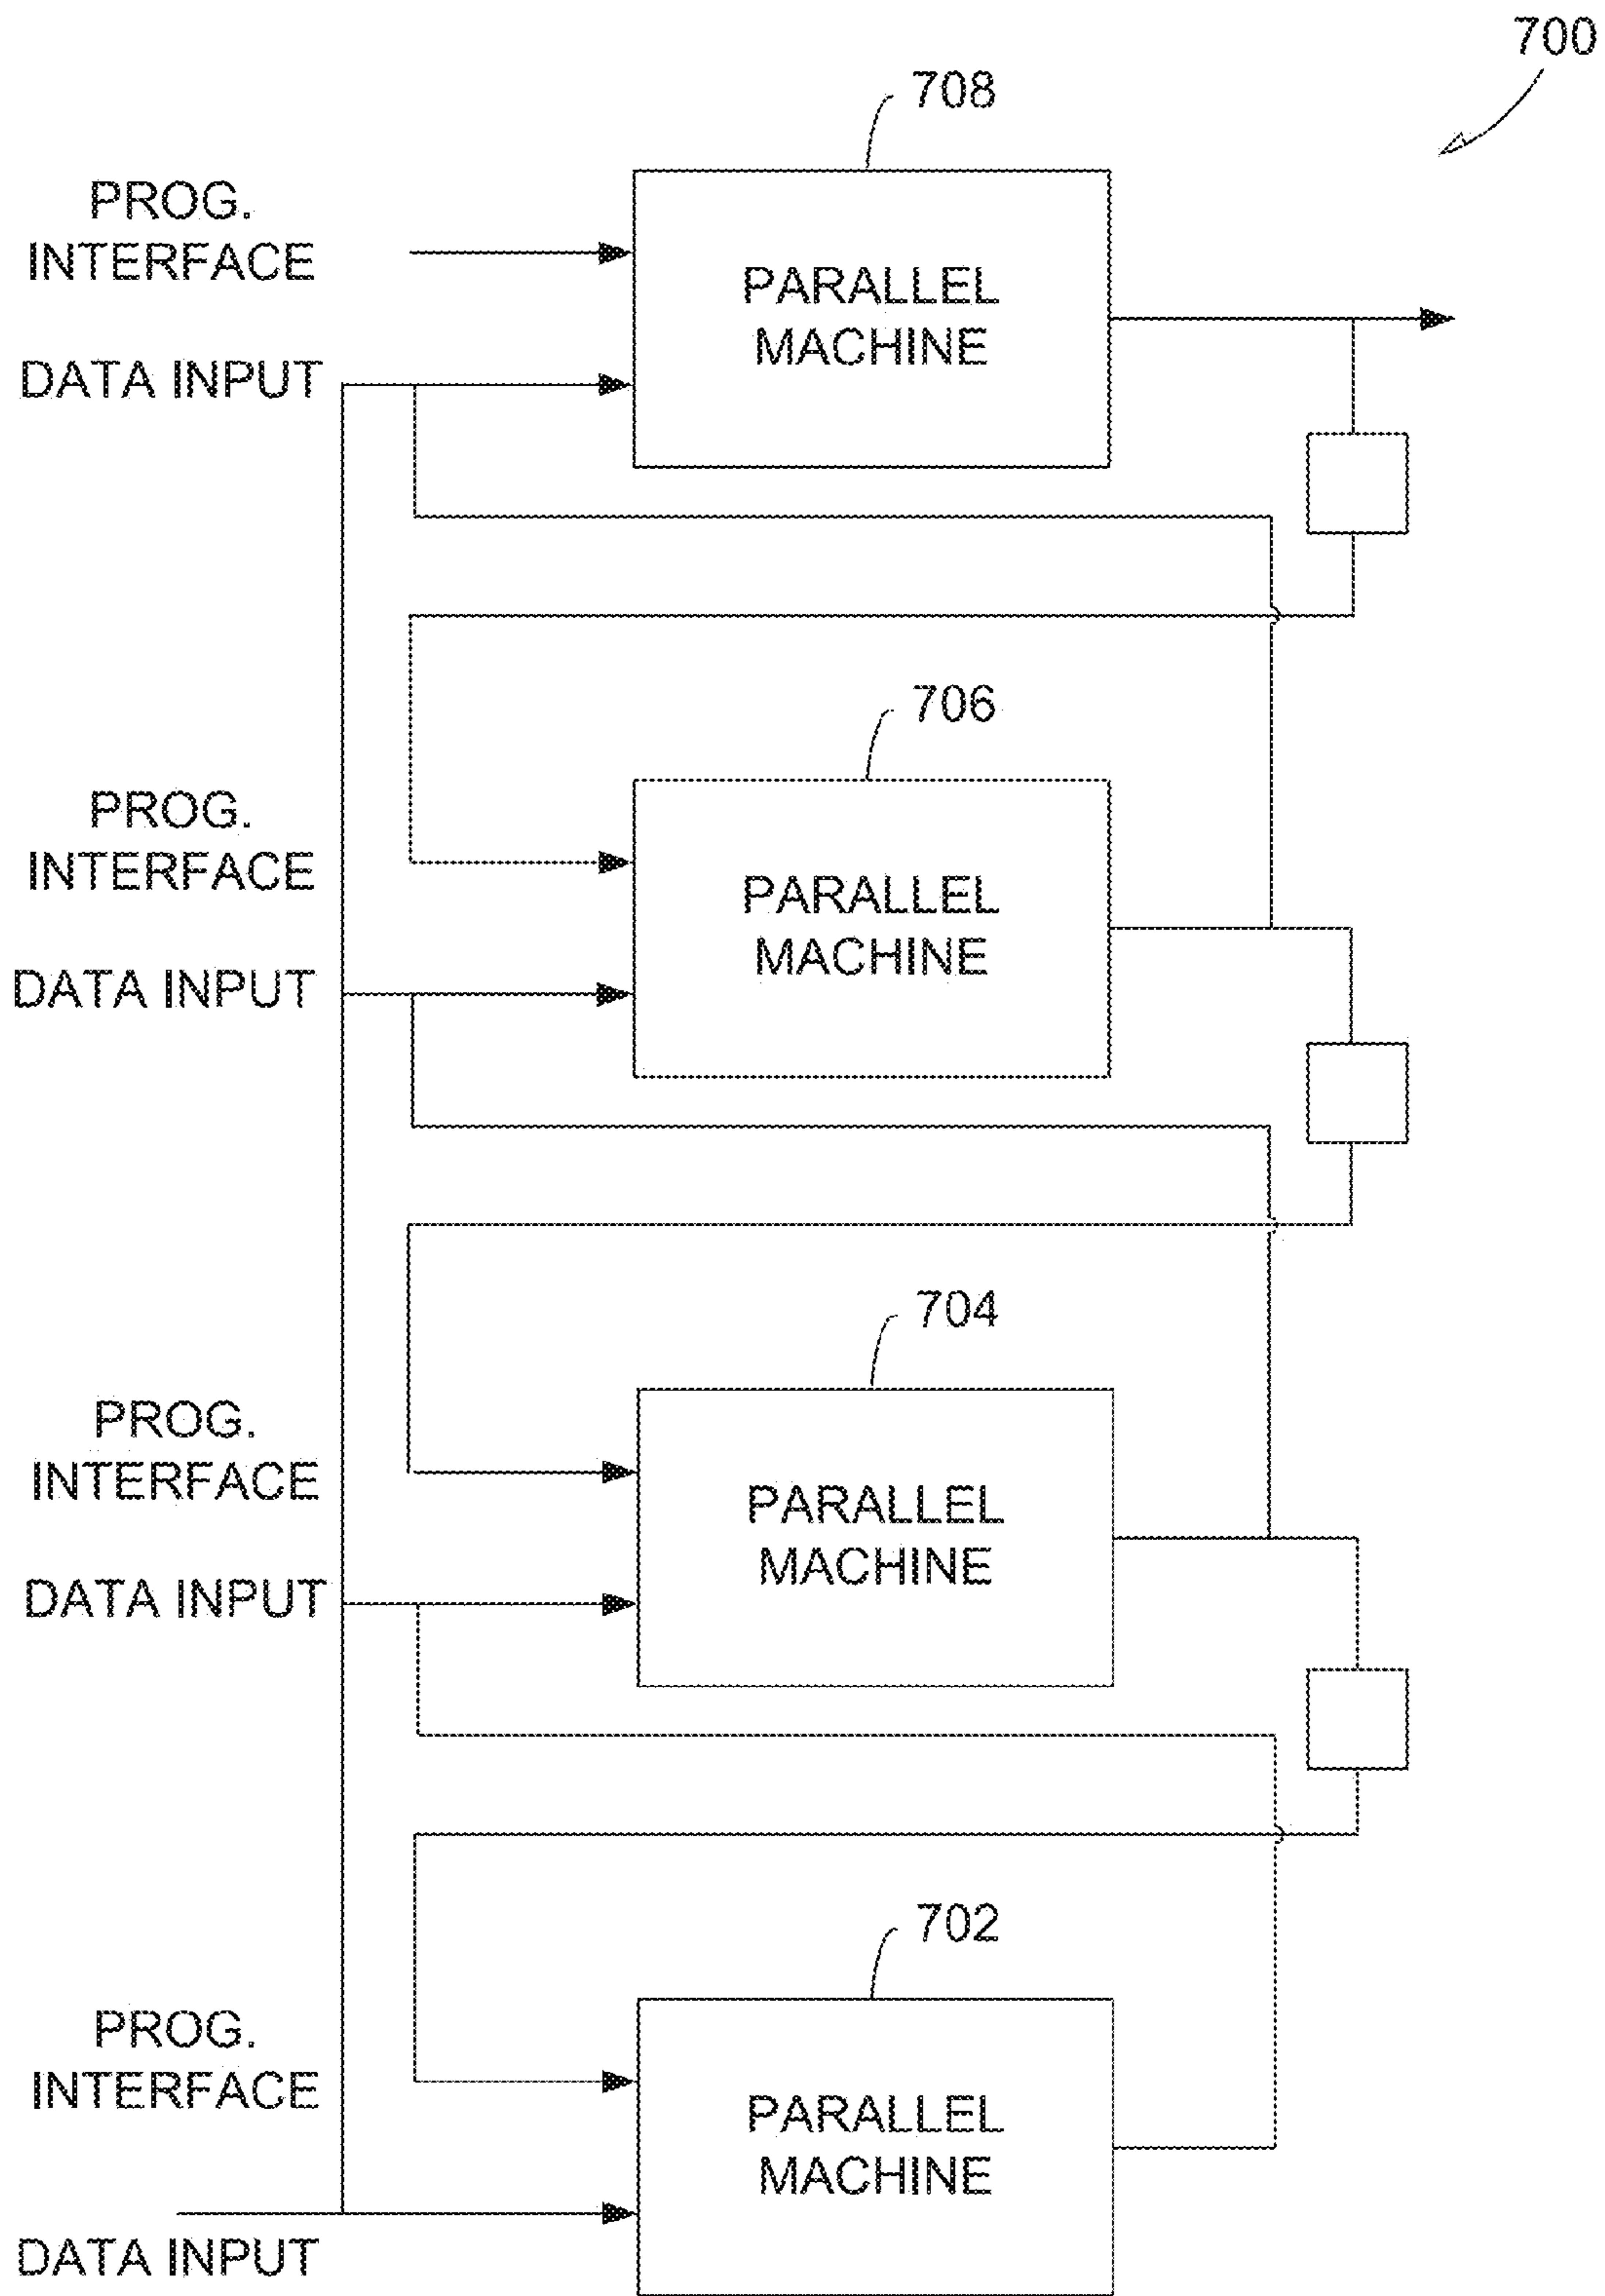 700
708
PROG.
INTERFACE
PARALLEL
MACHINE
DATA INPUT
706
PROG.
INTERFACE
PARALLEL
MACHINE
DATA INPUT
704
PROG.
INTERFACE
PARALLEL
MACHINE
DATA INPUT
702
PROG.
INTERFACE
PARALLEL
MACHINE
DATA INPUT